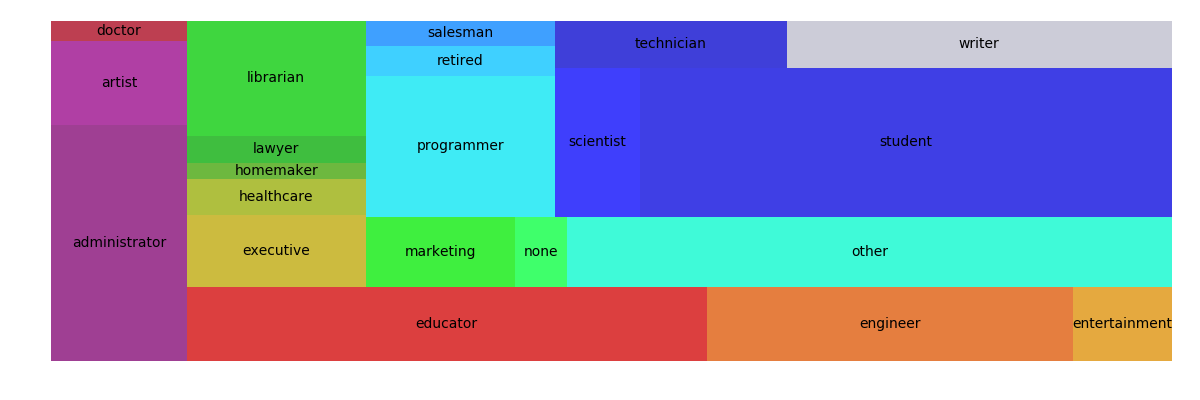 doctor
artist
administrator
librarian
lawyer
homemaker
healthcare
executive
salesman
retired
programmer
technician
writer
scientist
student
marketing
none
other
educator
engineer
entertainment